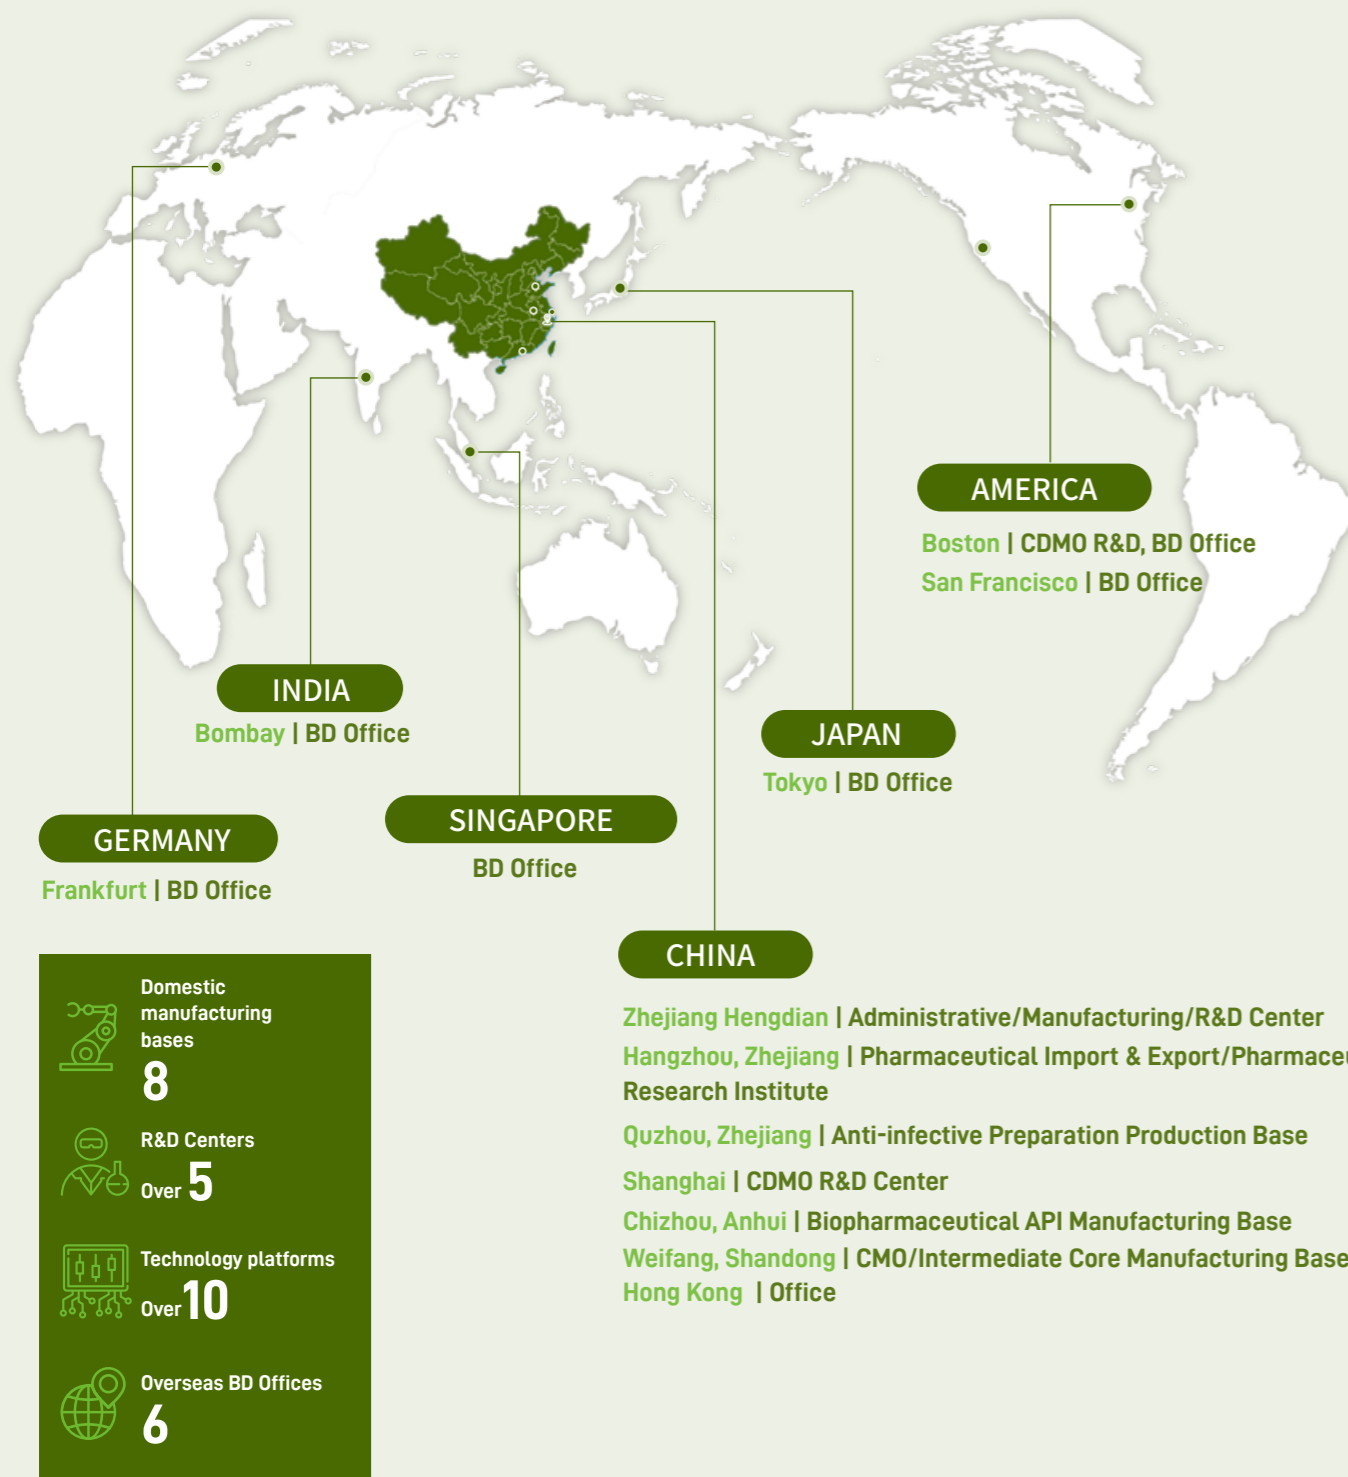 AMERICA
Boston | CDMO R&D, BD Office
San Francisco | BD Office
INDIA
Bombay | BD Office
JAPAN
Tokyo | BD Office
SINGAPORE
BD Office
GERMANY
Frankfurt | BD Office
CHINA
Zhejiang Hengdian | Administrative/Manufacturing/R&D Center
Hangzhou, Zhejiang | Pharmaceutical Import & Export/
Research Institute
Quzhou, Zhejiang | Anti-infective Preparation Production Base
Shanghai | CDMO R&D Center
Chizhou, Anhui | Biopharmaceutical API Manufacturing Base
Weifang, Shandong | CMO/Intermediate Core Manufacturing Base
Hong Kong | Office
Domestic
manufacturing
bases
8
R&D Centers
Over 5
Technology platforms
Over 10
Overseas BD Offices
6